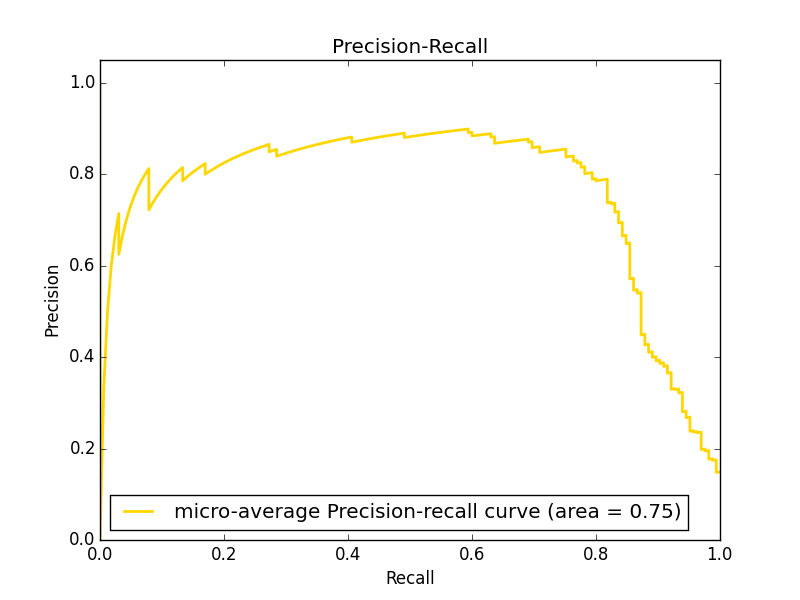 Precision-Recall
1.0
0.8
0.6
0.4
0.2
0.0
Precision
micro-average Precision-recall curve (area = 0.75)
0.0 0.2 0.4 0.6 0.8 1.0
Recall